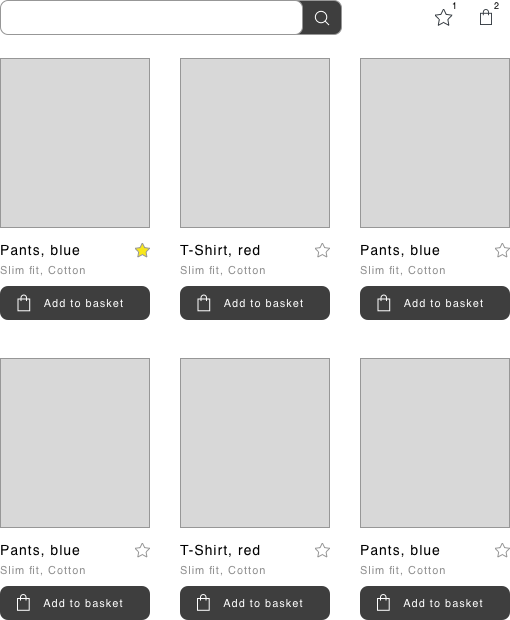 1
2
Pants, blue
T-Shirt, red
Pants, blue
Slim fit, Cotton
Slim fit, Cotton
Slim fit, Cotton
Add to basket
Add to basket
Add to basket
Pants, blue
T-Shirt, red
Pants, blue
Slim fit, Cotton
Slim fit, Cotton
Slim fit, Cotton
Add to basket
Add to basket
Add to basket